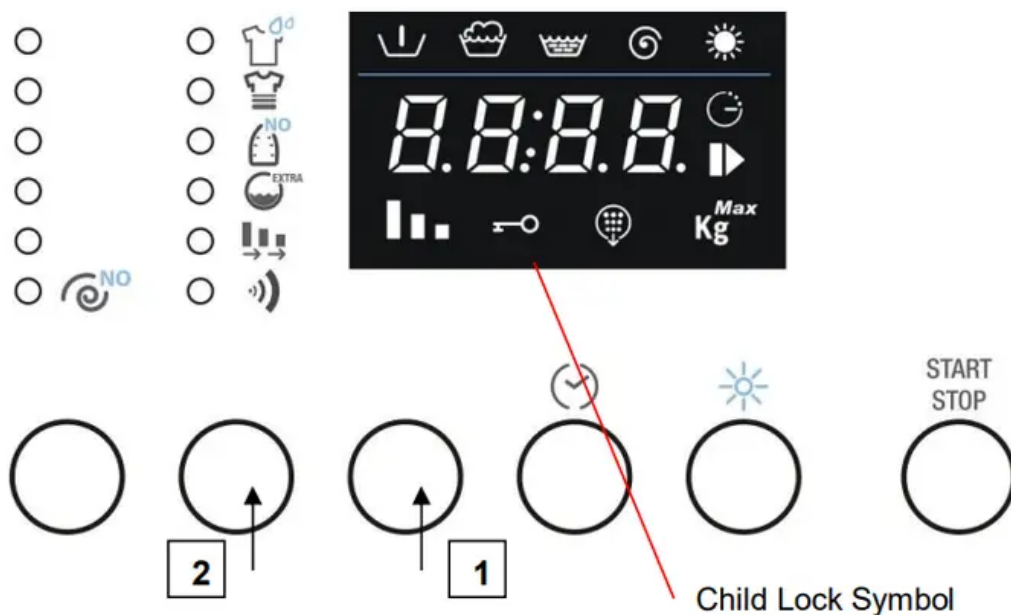 NO
EXTRA
NO
8.8:8.8.
Max
Kg
START
STOP
2
1
Child Lock Symbol